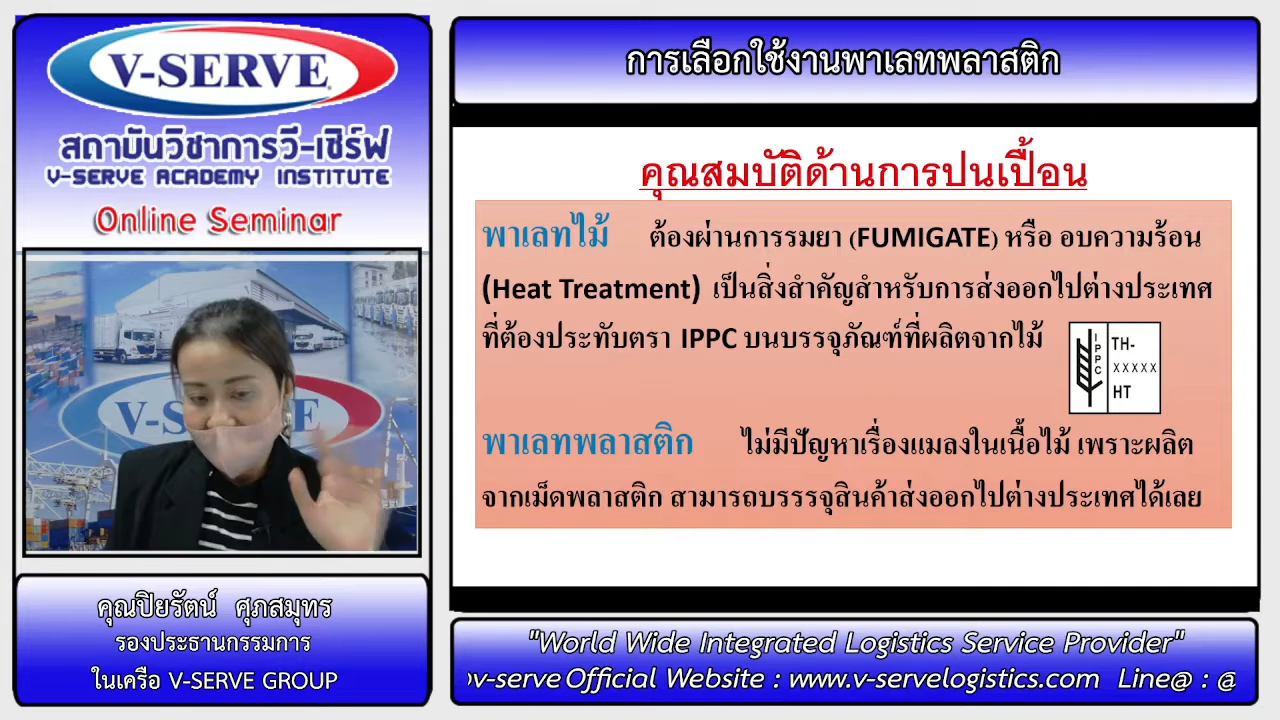 V-SERVE
สถาบันวิชาการวี-เซิร์ฟ
V-SERVE ACADEMY INSTITUTE
Online Seminar
V-SERVE
คุณปิยรัตน์ ศุภสมุทร
รองประธานกรรมการ
ในเครือ V-SERVE GROUP
การเลือกใช้งานพาเลทพลาสติก
คุณสมบัติด้านการปนเปื้อน
พาเลทไม้ ต้องผ่านการรมยา (FUMIGATE) หรือ อบความร้อน
(Heat Treatment) เป็นสิ่งสำคัญสำหรับการส่งออกไปต่างประเทศ
ที่ต้องประทับตรา IPPC บนบรรจุภัณฑ์ที่ผลิตจากไม้
IPPC
TH-
XXXXX
HT
พาเลทพลาสติก ไม่มีปัญหาเรื่องแมลงในเนื้อไม้ เพราะผลิต
จากเม็ดพลาสติก สามารถบรรรจุสินค้าส่งออกไปต่างประเทศได้เลย
"World Wide Integrated Logistics Service Provider"
v-serve Official Website : www.v-servelogistics.com Line@ : @